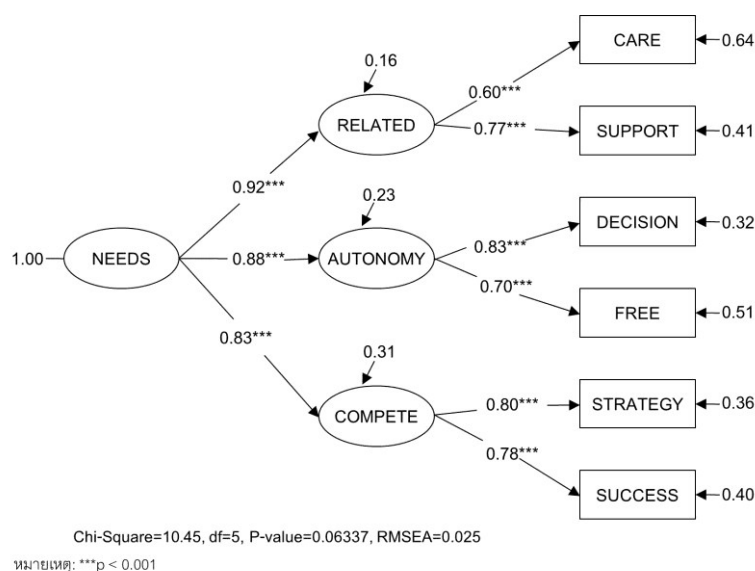 CARE
0.64
0.16
0.60***
RELATED
0.77***
SUPPORT
0.41
0.92***
0.23
DECISION
0.32
0.83***
1.00
NEEDS
0.88***
AUTONOMY
0.70***
FREE
0.51
0.83***
0.31
0.80***
STRATEGY
0.36
COMPETE
0.78***
SUCCESS
0.40
Chi-Square=10.45, df=5, P-value=0.06337, RMSEA=0.025
หมายเหตุ: ***p < 0.001